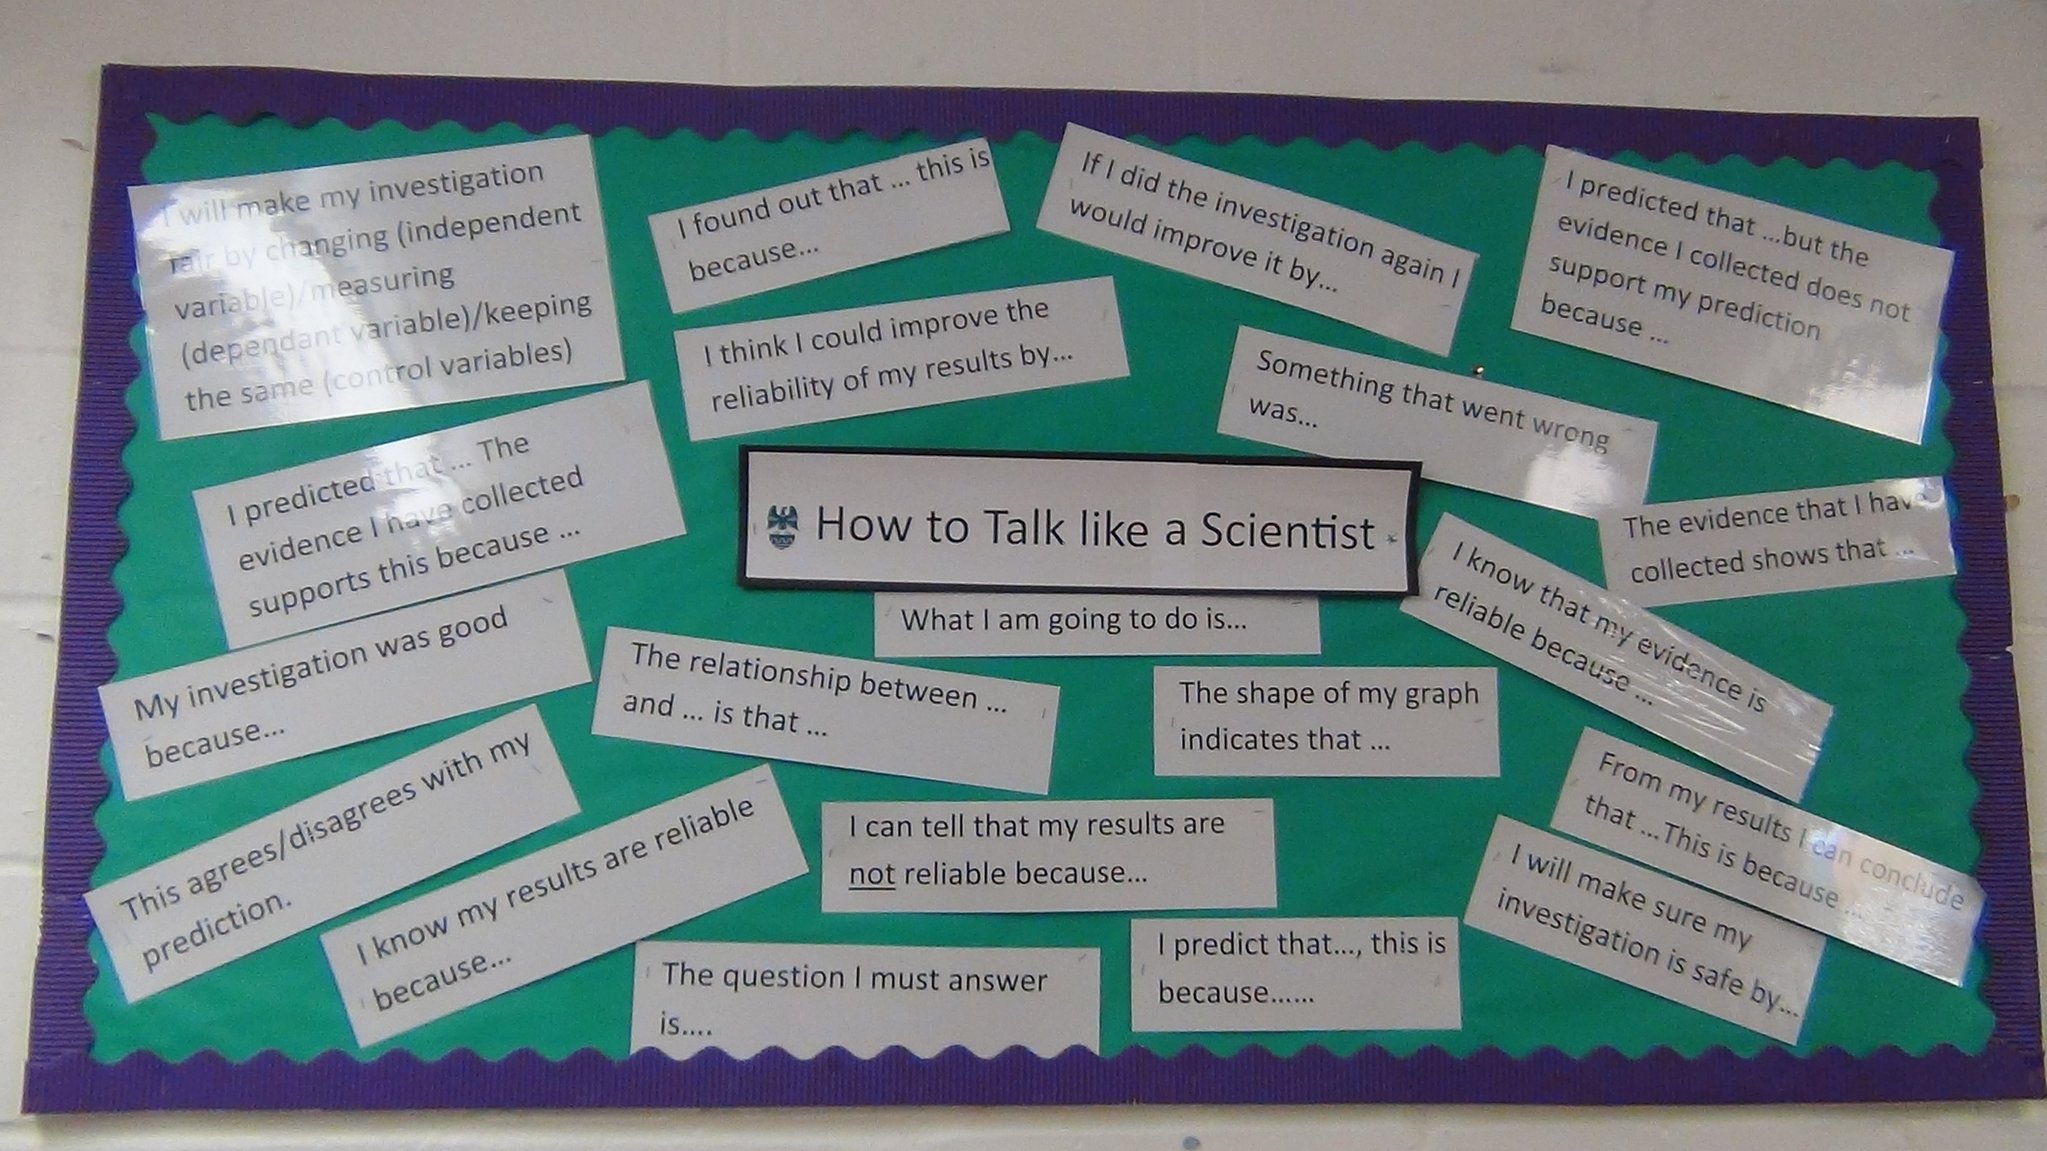 I will make my investigation
fair by changing (independent
variable)/measuring
(dependant variable)/keeping
the same (control variables)
I found out that ... this is
because...
If I did the investigation again I
would improve it by...
I predicted that ...but the
evidence I collected does not
support my prediction
because ...
I think I could improve the
reliability of my results by...
Something that went wrong
was...
I predicted that ... The
evidence I have collected
supports this because ...
How to Talk like a Scientist
The evidence that I have
collected shows that ...
I know that my evidence is
reliable because ....
What I am going to do is...
My investigation was good
because...
The relationship between ...
and ... is that ...
The shape of my graph
indicates that ...
From my results I can conclude
that ...This is because ...
This agrees/disagrees with my
prediction.
I know my results are reliable
because...
I can tell that my results are
not reliable because...
I will make sure my
investigation is safe by...
The question I must answer
is....
I predict that..., this is
because......